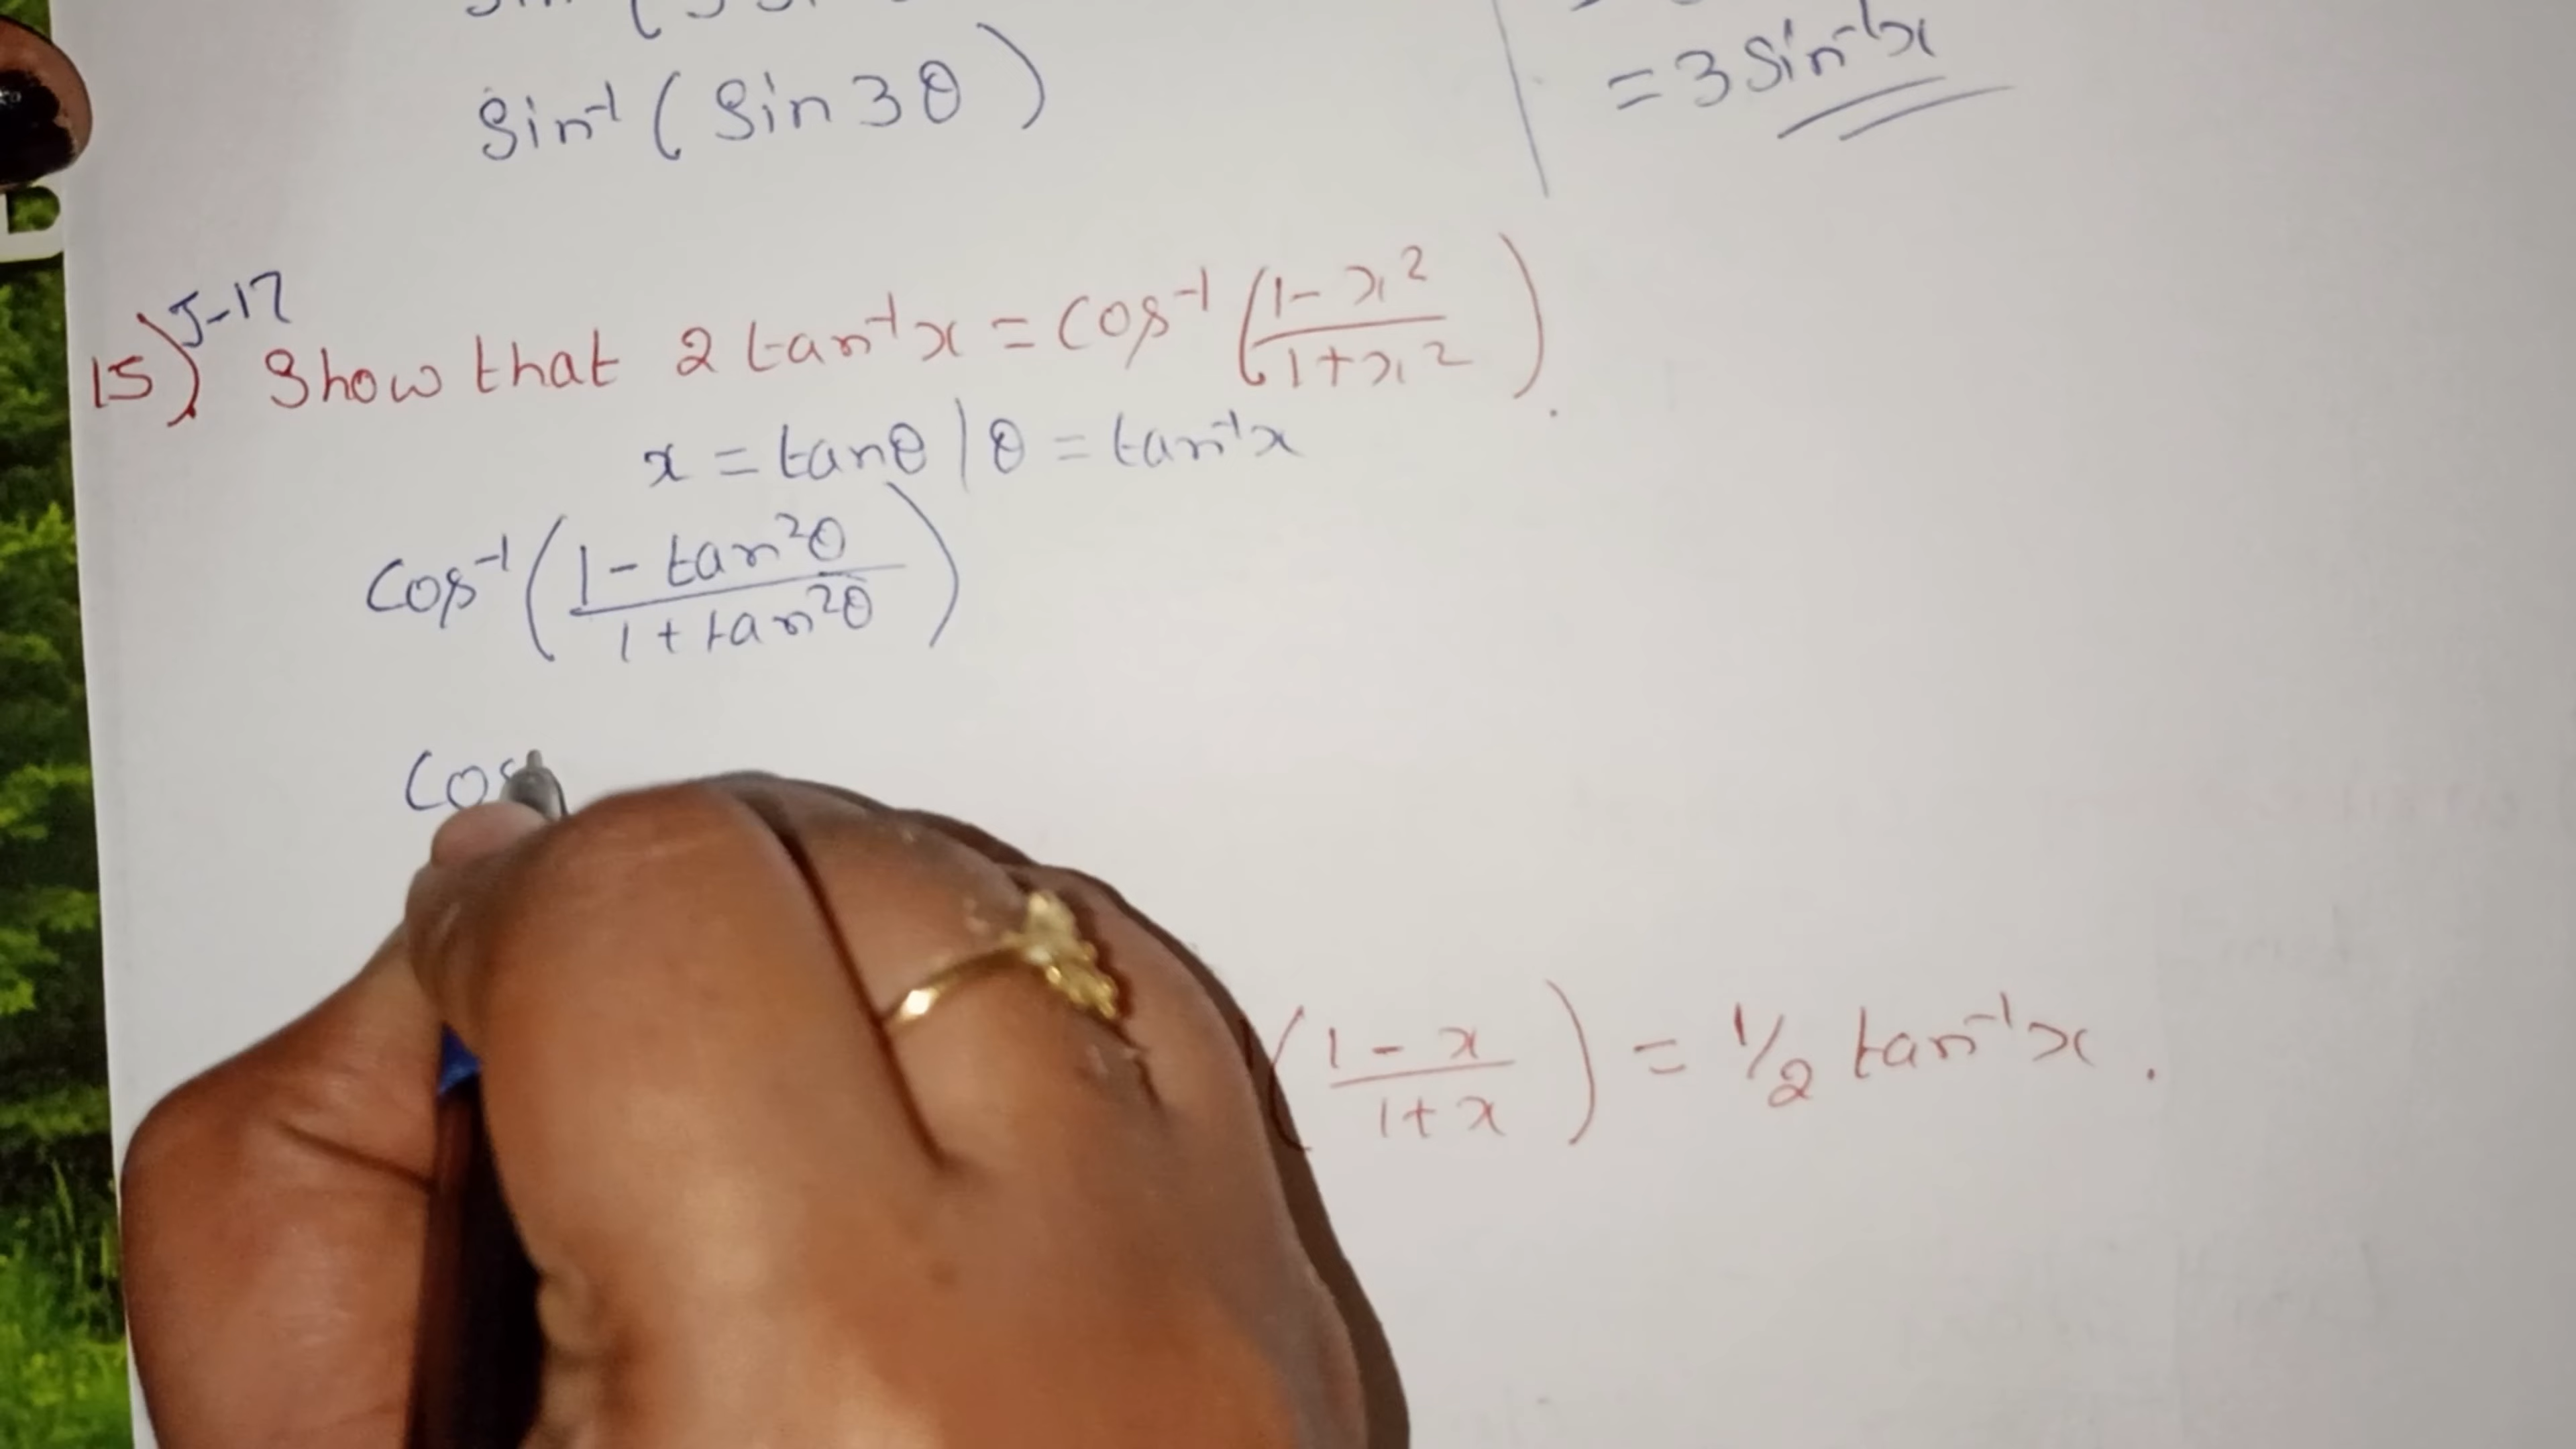 Sin⁻¹ ( Sin 3θ )
= 3 Sin⁻¹x
J-17
15) Show that 2 tan⁻¹x = Cos⁻¹ ( 1 - x² / 1 + x² ).
x = tanθ | θ = tan⁻¹x
Cos⁻¹ ( 1 - tan²θ / 1 + tan²θ )
Cos
( 1 - x / 1 + x ) = 1/2 tan⁻¹x .